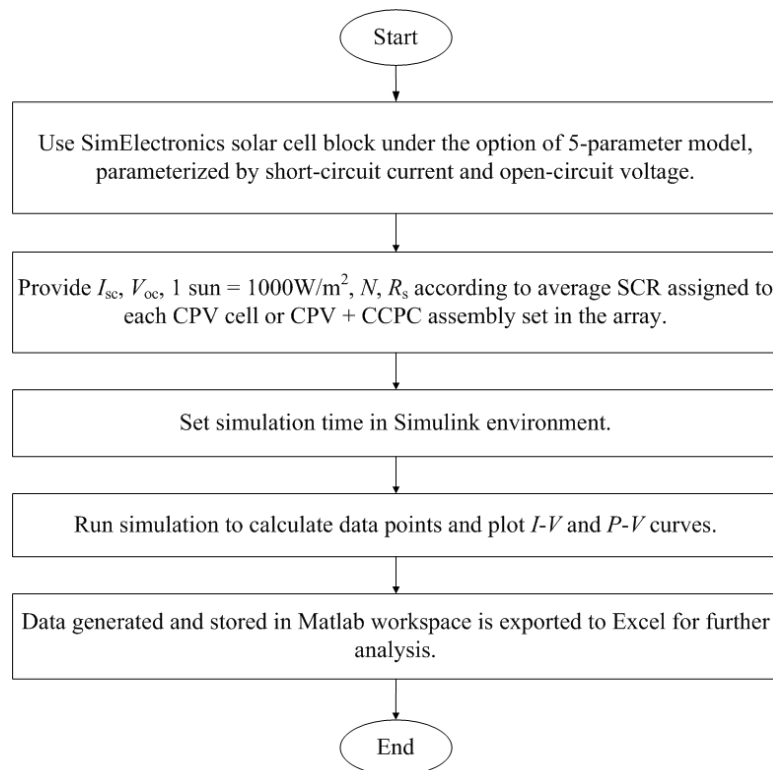 Start
Use SimElectronics solar cell block under the option of 5-parameter model,
parameterized by short-circuit current and open-circuit voltage.
Provide Isc, Voc, 1 sun = 1000W/m², N, Rs according to average SCR assigned to
each CPV cell or CPV + CCPC assembly set in the array.
Set simulation time in Simulink environment.
Run simulation to calculate data points and plot I-V and P-V curves.
Data generated and stored in Matlab workspace is exported to Excel for further
analysis.
End